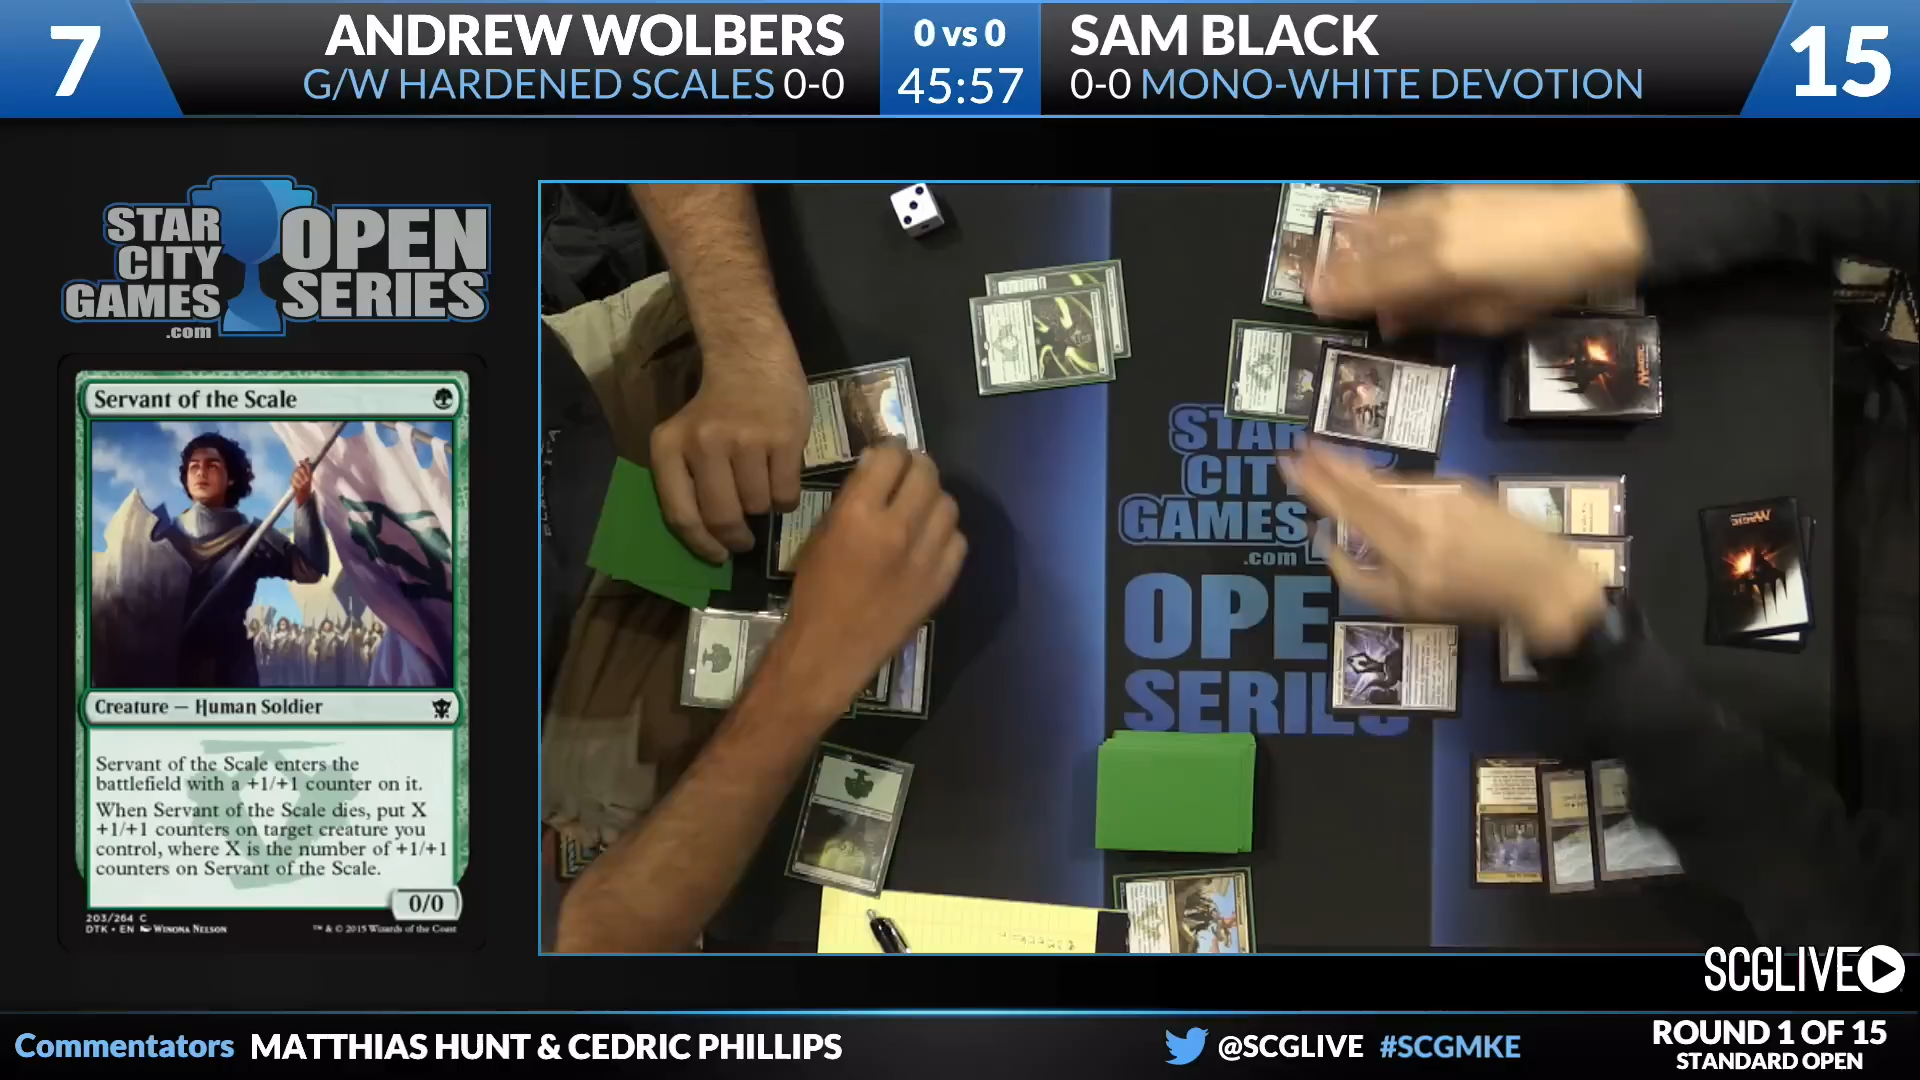 7
ANDREW WOLBERS
G/W HARDENED SCALES 0-0
0 vs 0
45:57
SAM BLACK
0-0 MONO-WHITE DEVOTION
15
STAR
CITY
GAMES
.com
OPEN
SERIES
Servant of the Scale
Creature — Human Soldier
Servant of the Scale enters the
battlefield with a +1/+1 counter on it.
When Servant of the Scale dies, put X
+1/+1 counters on target creature you
control, where X is the number of +1/+1
counters on Servant of the Scale.
0/0
203/264 C
DTK • EN WINONA NELSON
™ & © 2015 Wizards of the Coast
STAR
CITY
GAMES
.com
OPE
SERIES
MAGIC
MAGIC
SCGLIVE
Commentators MATTHIAS HUNT & CEDRIC PHILLIPS
@SCGLIVE #SCGMKE
ROUND 1 OF 15
STANDARD OPEN